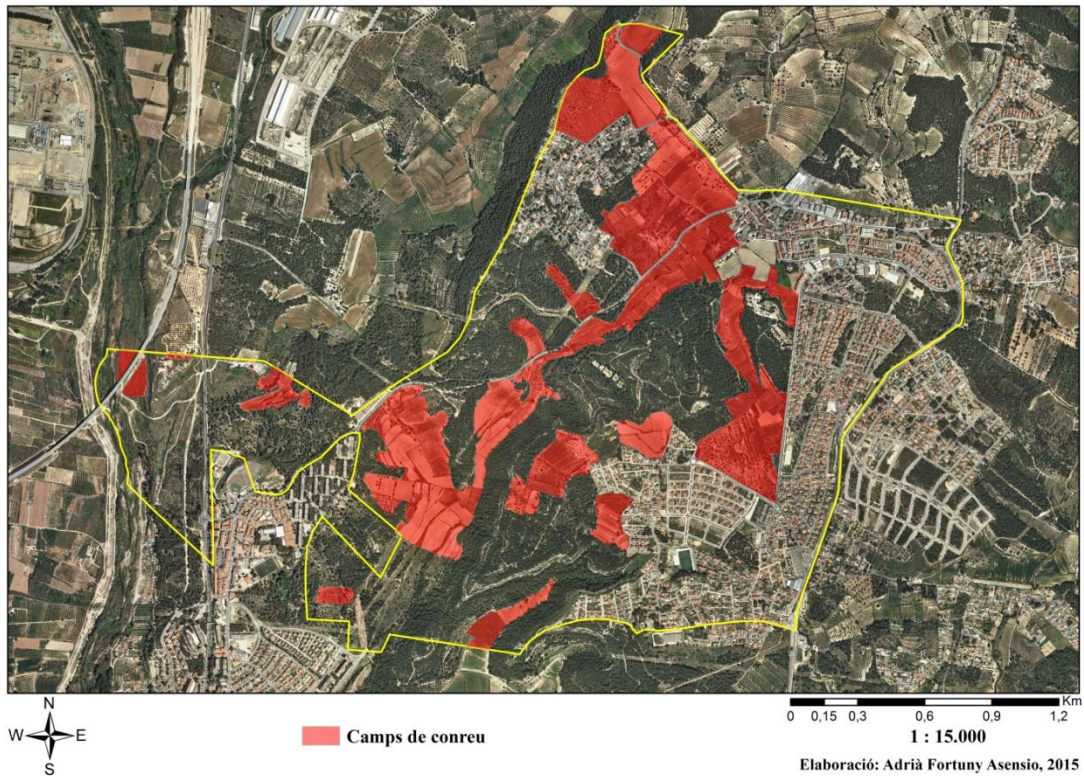 N
W E
S
Camps de conreu
Km
0 0,15 0,3 0,6 0,9 1,2
1 : 15.000
Elaboració: Adrià Fortuny Asensio, 2015